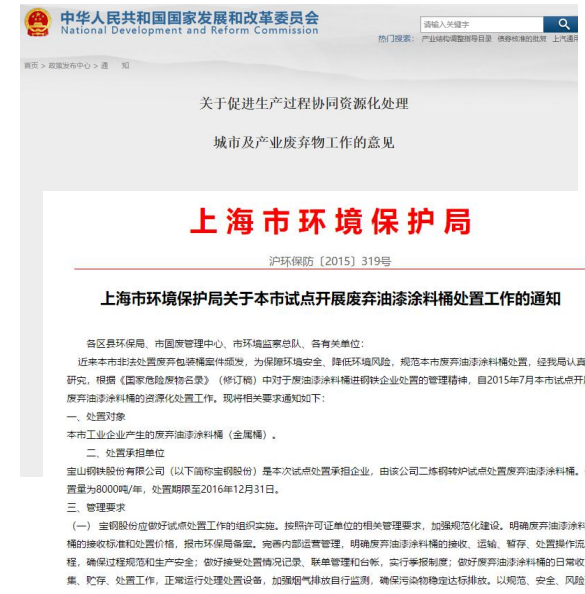 中华人民共和国国家发展和改革委员会
National Development and Reform Commission
请输入关键字
热门搜索： 产业结构调整指导目录 债券核准的批复 上汽通用
首页 > 政策发布中心 > 通 知
关于促进生产过程协同资源化处理
城市及产业废弃物工作的意见
上海市环境保护局
沪环保防〔2015〕319号
上海市环境保护局关于本市试点开展废弃油漆涂料桶处置工作的通知
各区县环保局、市固废管理中心、市环境监察总队、各有关单位：
近来本市非法处置废弃包装桶案件频发，为保障环境安全、降低环境风险，规范本市废弃油漆涂料桶处置，经我局认真
研究，根据《国家危险废物名录》（修订稿）中对于废油漆涂料桶进钢铁企业处置的管理精神，自2015年7月本市试点开展
废弃油漆涂料桶的资源化处置工作。现将相关要求通知如下：
一、处置对象
本市工业企业产生的废弃油漆涂料桶（金属桶）。
二、处置承担单位
宝山钢铁股份有限公司（以下简称宝钢股份）是本次试点处置承担企业，由该公司二炼钢转炉试点处置废弃油漆涂料桶。
置量为8000吨/年，处置期限至2016年12月31日。
三、管理要求
（一） 宝钢股份应做好试点处置工作的组织实施。按照许可证单位的相关管理要求，加强规范化建设。明确废弃油漆涂料
桶的接收标准和处置价格，报市环保局备案。完善内部运营管理，明确废弃油漆涂料桶的接收、运输、暂存、处置操作流
程，确保过程规范和生产安全；做好接受处置情况记录、联单管理和台帐，实行季报制度；做好废弃油漆涂料桶的日常收
集、贮存、处置工作，正常运行处理处置设备，加强烟气排放自行监测，确保污染物稳定达标排放。以规范、安全、风险